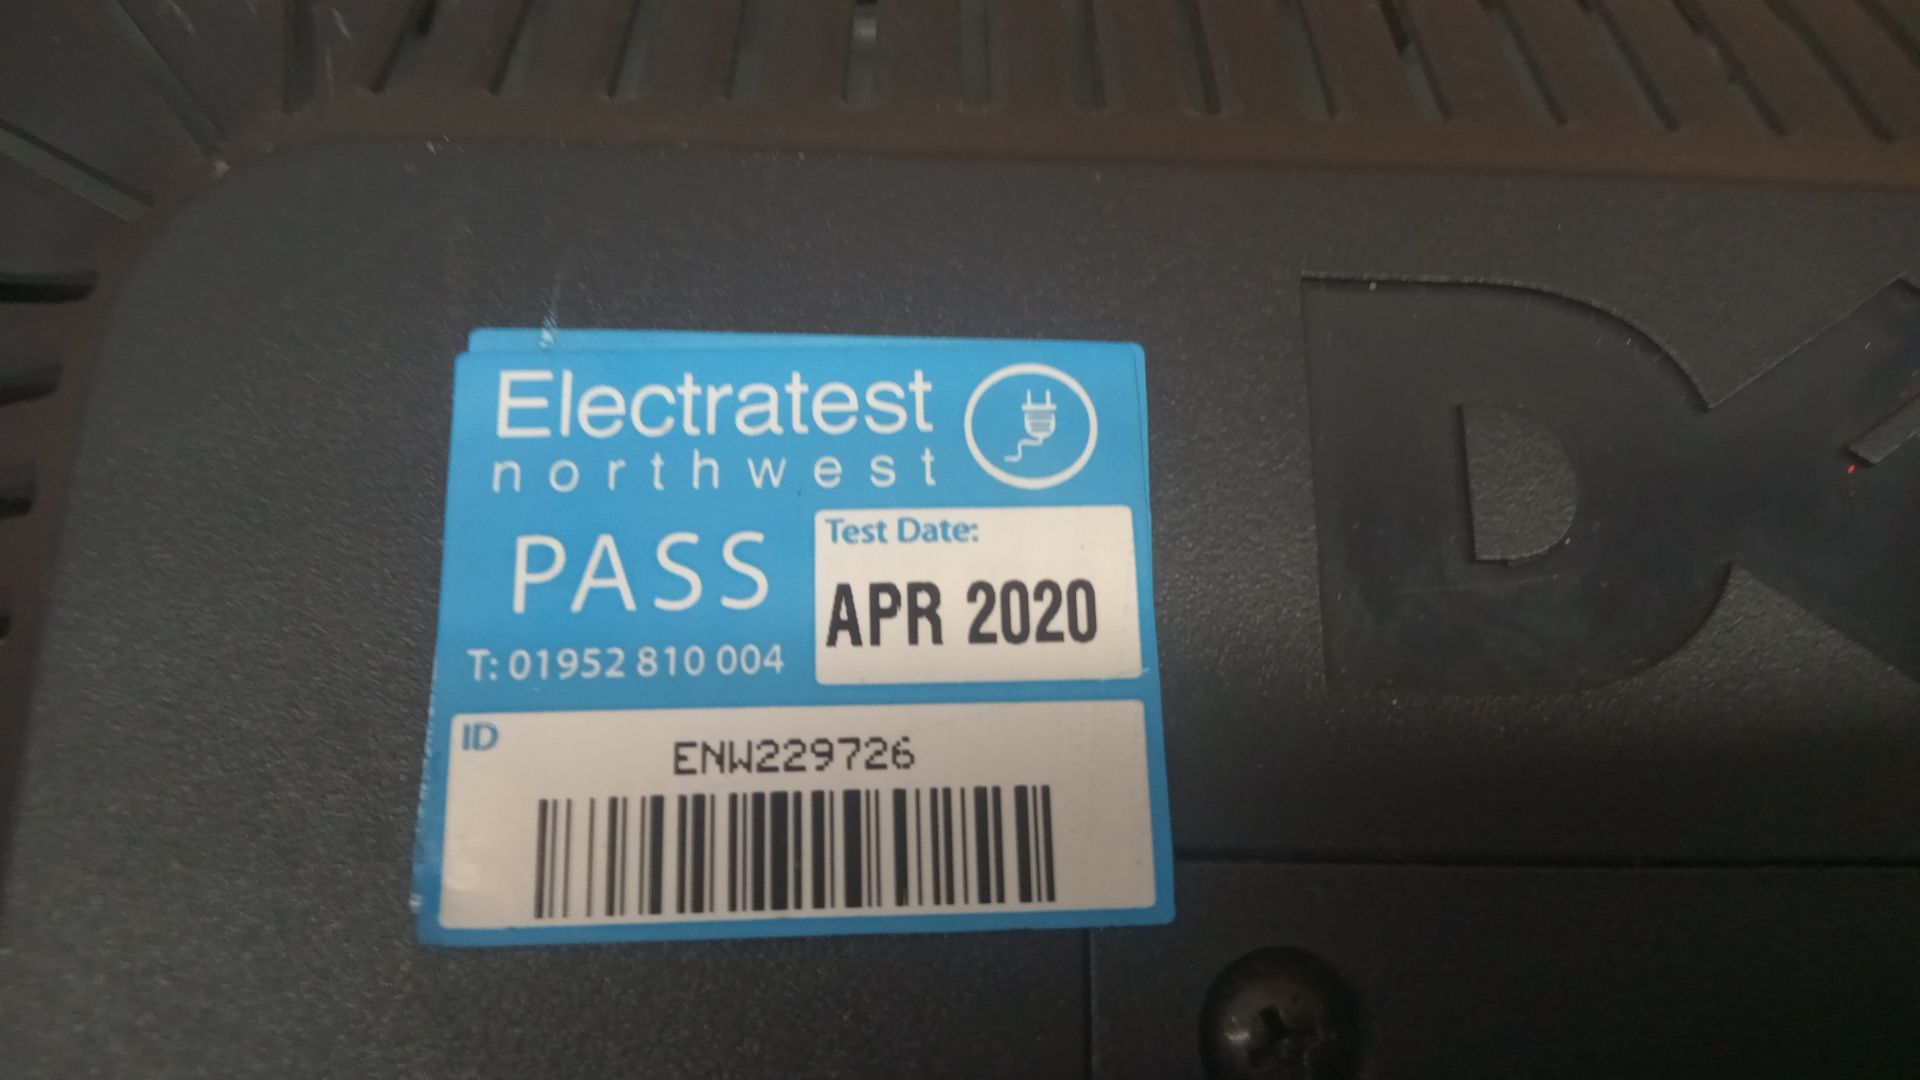 Electratest
northwest
PASS
Test Date:
APR 2020
T: 01952 810 004
ID
ENW229726